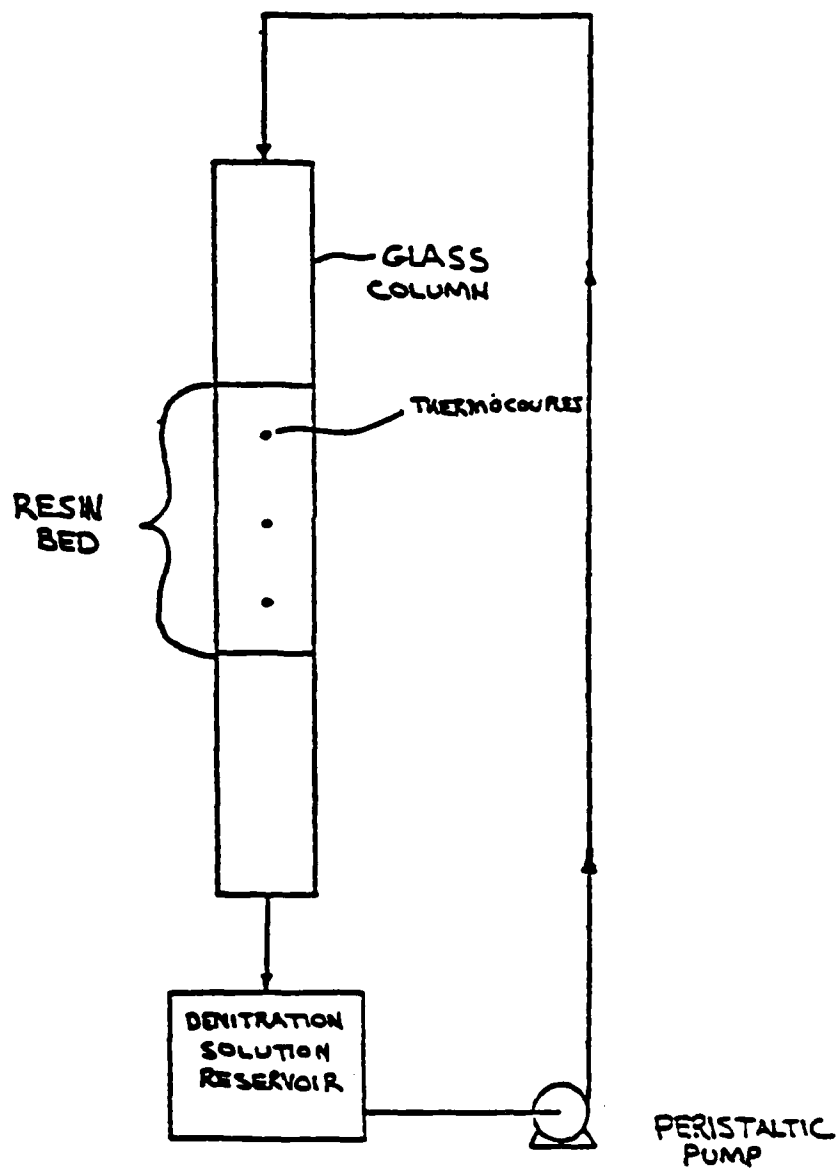 GLASS
COLUMN
THERMOCOUPLES
RESIN
BED
DENITRATION
SOLUTION
RESERVOIR
PERISTALTIC
PUMP